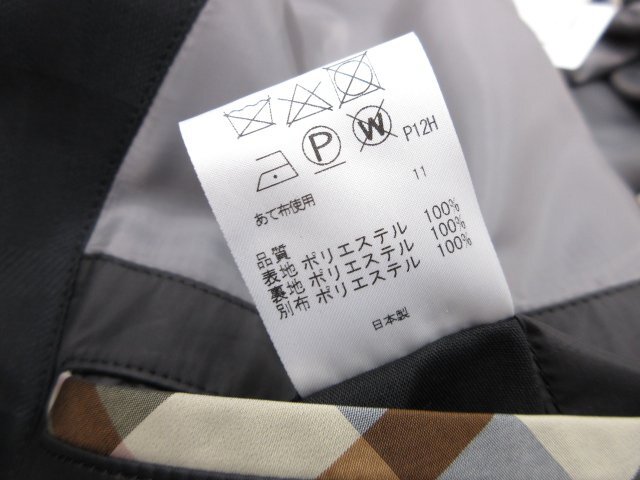 P W P12H
11
あて布使用
品質
表地 ポリエステル 100%
裏地 ポリエステル 100%
別布 ポリエステル 100%
日本製